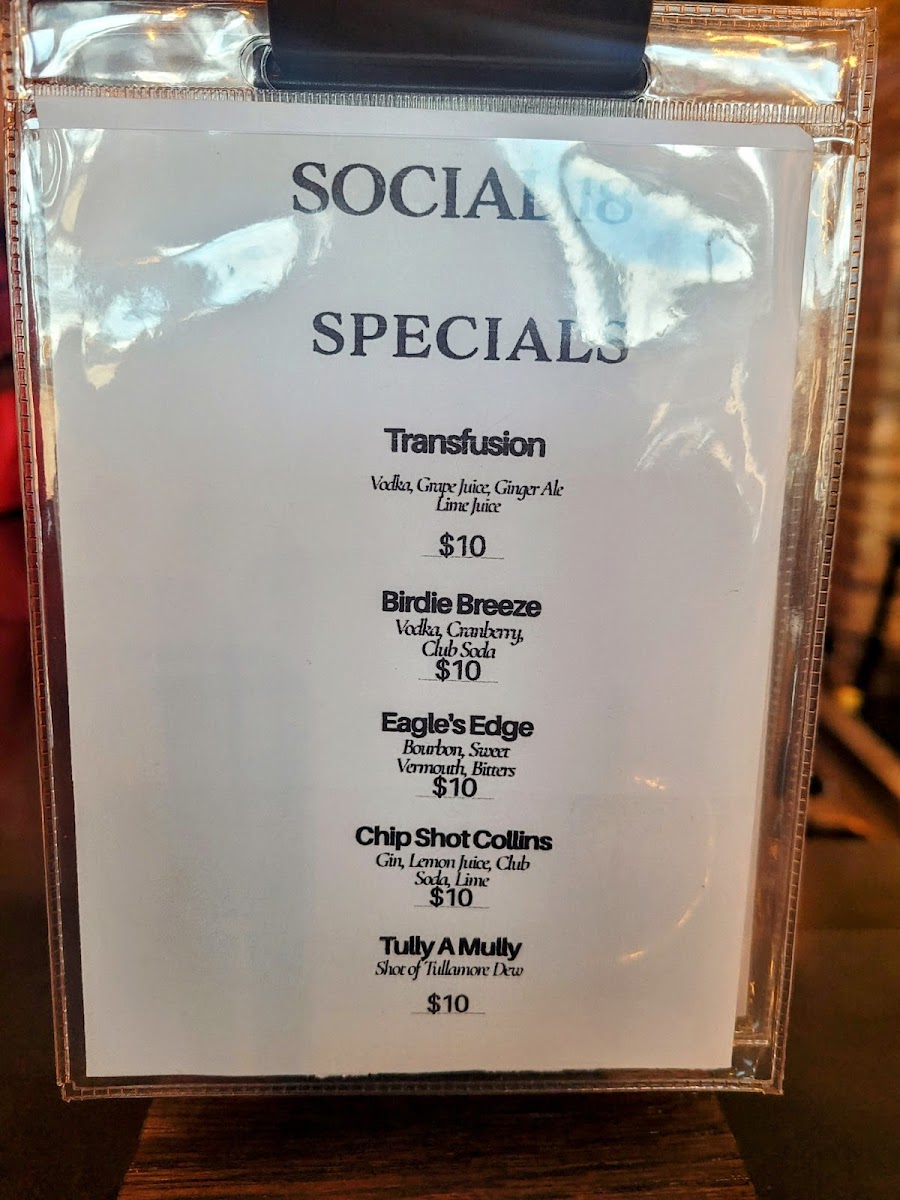 SOCIAL 18
SPECIALS
Transfusion
Vodka, Grape Juice, Ginger Ale
Lime Juice
$10
Birdie Breeze
Vodka, Cranberry,
Club Soda
$10
Eagle's Edge
Bourbon, Sweet
Vermouth, Bitters
$10
Chip Shot Collins
Gin, Lemon Juice, Club
Soda, Lime
$10
Tully A Mully
Shot of Tullamore Dew
$10